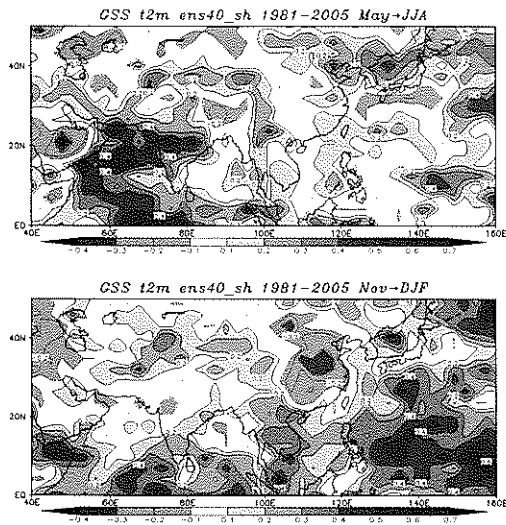 GSS t2m ens40_sh 1981-2005 May→JJA
40N
20N
EQ
40E 60E 80E 100E 120E 140E 160E
-0.4 -0.3 -0.2 -0.1 0.1 0.2 0.3 0.4 0.5 0.6 0.7
GSS t2m ens40_sh 1981-2005 Nov→DJF
40N
20N
EQ
40E 60E 80E 100E 120E 140E 160E
-0.4 -0.3 -0.2 -0.1 0.1 0.2 0.3 0.4 0.5 0.6 0.7